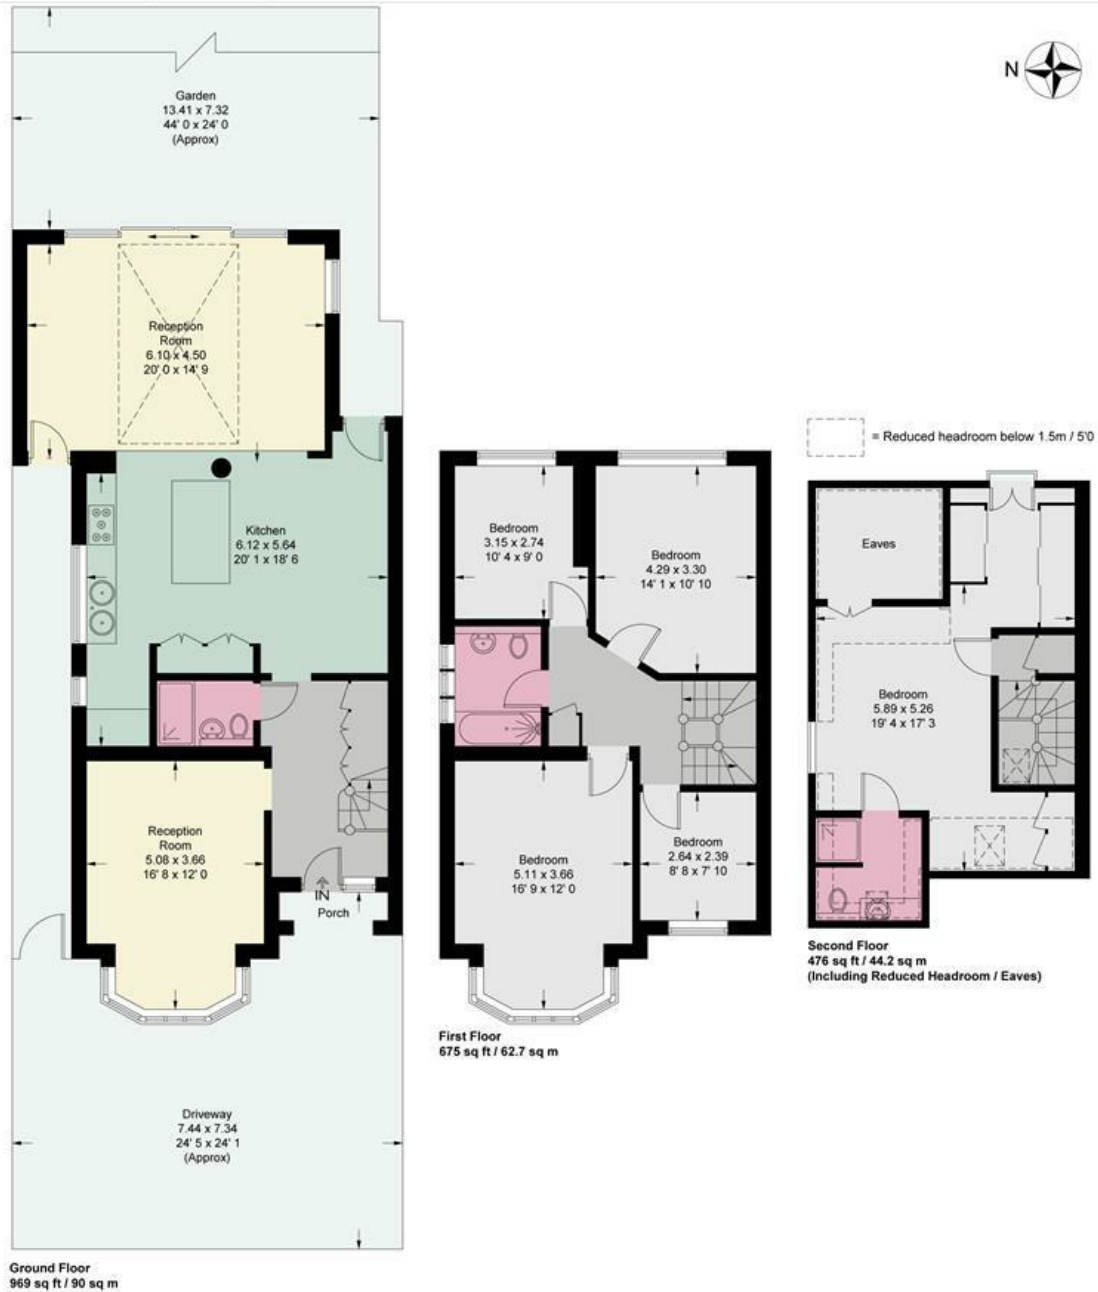 N
Garden
13.41 x 7.32
44' 0 x 24' 0
(Approx)
Reception
Room
6.10 x 4.50
20' 0 x 14' 9
Kitchen
6.12 x 5.64
20' 1 x 18' 6
Reception
Room
5.08 x 3.66
16' 8 x 12' 0
IN
Porch
Driveway
7.44 x 7.34
24' 5 x 24' 1
(Approx)
Ground Floor
969 sq ft / 90 sq m
Bedroom
3.15 x 2.74
10' 4 x 9' 0
Bedroom
4.29 x 3.30
14' 1 x 10' 10
Bedroom
5.11 x 3.66
16' 9 x 12' 0
Bedroom
2.64 x 2.39
8' 8 x 7' 10
First Floor
675 sq ft / 62.7 sq m
= Reduced headroom below 1.5m / 5'0
Eaves
Bedroom
5.89 x 5.26
19' 4 x 17' 3
Second Floor
476 sq ft / 44.2 sq m
(Including Reduced Headroom / Eaves)